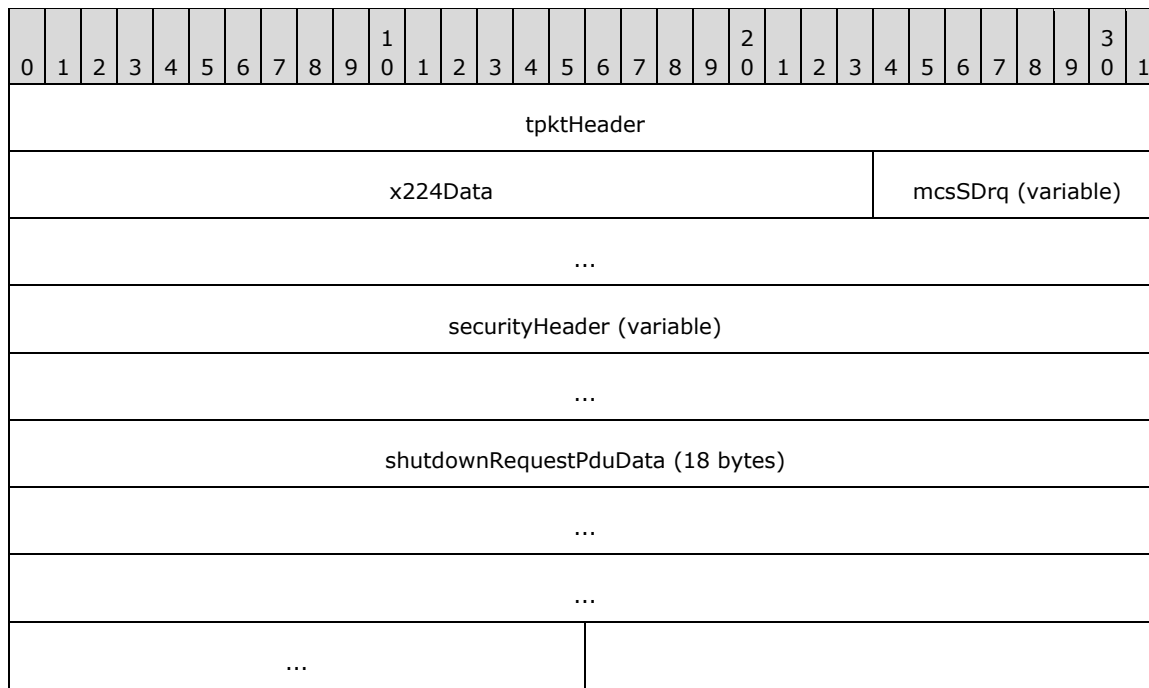 1 2 3
0 1 2 3 4 5 6 7 8 9 0 1 2 3 4 5 6 7 8 9 0 1 2 3 4 5 6 7 8 9 0 1
tpktHeader
x224Data mcsSDrq (variable)
...
securityHeader (variable)
...
shutdownRequestPduData (18 bytes)
...
...
...